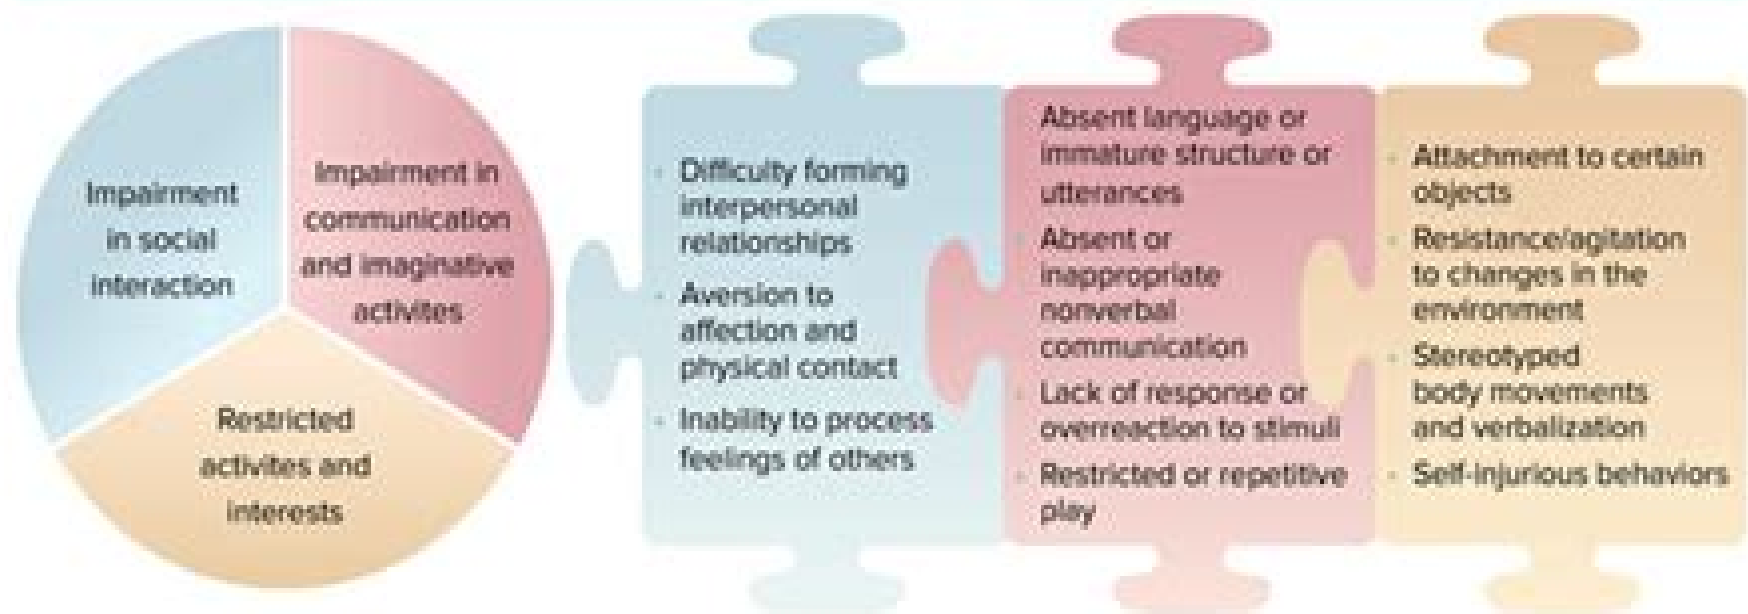 Impairment
in social
interaction
Impairment in
communication
and imaginative
activites
Restricted
activites and
interests
Difficulty forming
interpersonal
relationships
Aversion to
affection and
physical contact
Inability to process
feelings of others
Absent language or
immature structure or
utterances
Absent or
inappropriate
nonverbal
communication
Lack of response or
overreaction to stimuli
Restricted or repetitive
play
Attachment to certain
objects
Resistance/agitation
to changes in the
environment
Stereotyped
body movements
and verbalization
Self-injurious behaviors